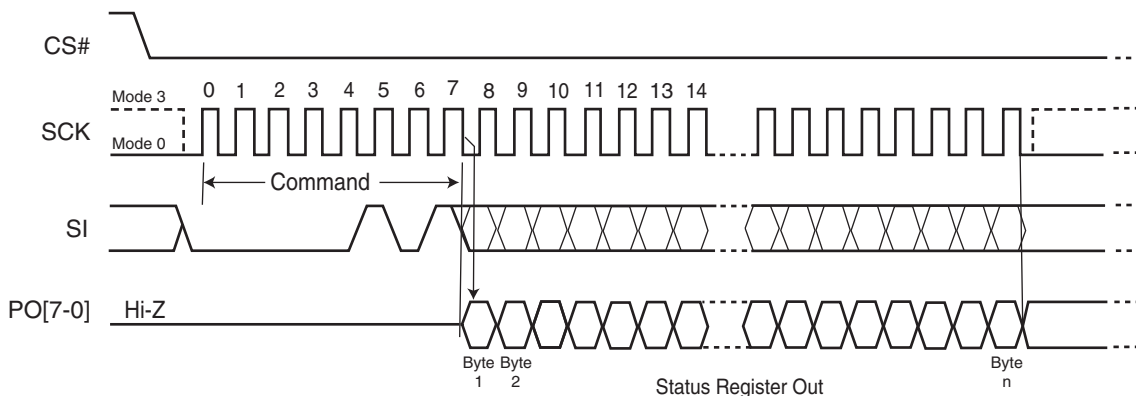 CS#
0 1 2 3 4 5 6 7 8 9 10 11 12 13 14
Mode 3
SCK
Mode 0
Command
SI
PO[7-0]
Hi-Z
Byte 1
Byte 2
Byte n
Status Register Out